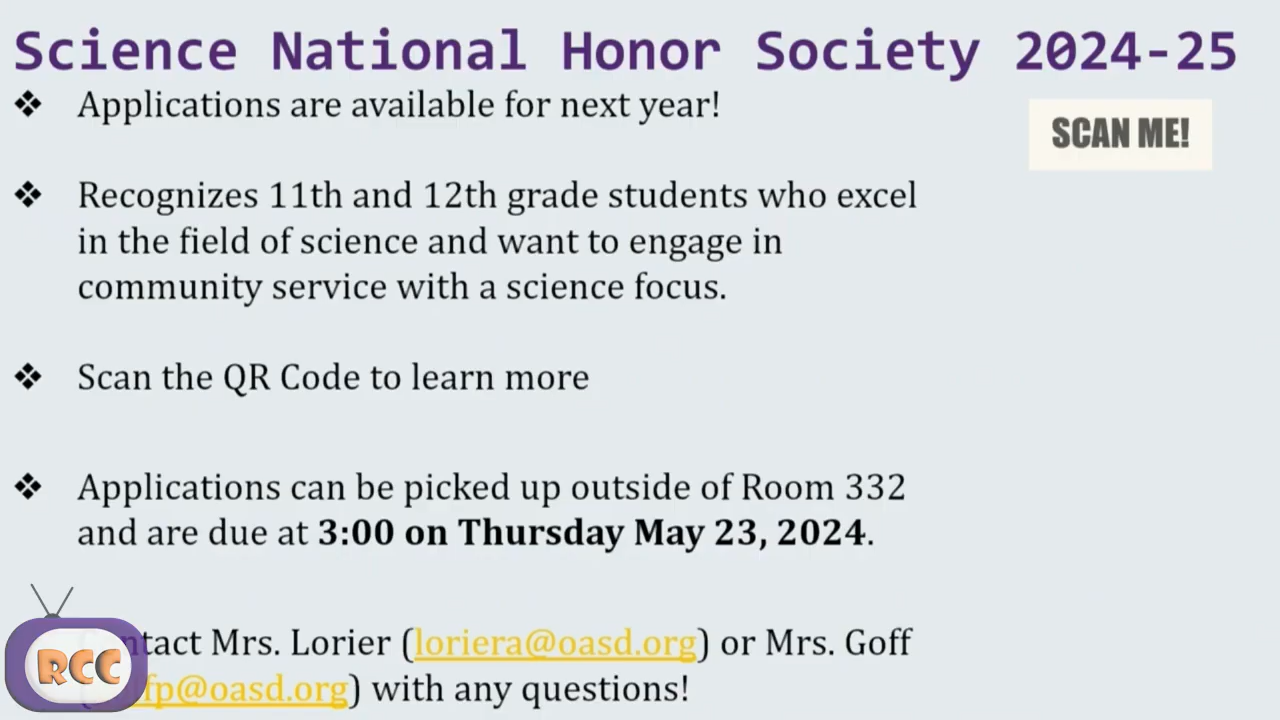 Science National Honor Society 2024-25
❖ Applications are available for next year!
SCAN ME!
❖ Recognizes 11th and 12th grade students who excel
in the field of science and want to engage in
community service with a science focus.
❖ Scan the QR Code to learn more
❖ Applications can be picked up outside of Room 332
and are due at 3:00 on Thursday May 23, 2024.
Contact Mrs. Lorier (loriera@oasd.org) or Mrs. Goff
with any questions!
RCC